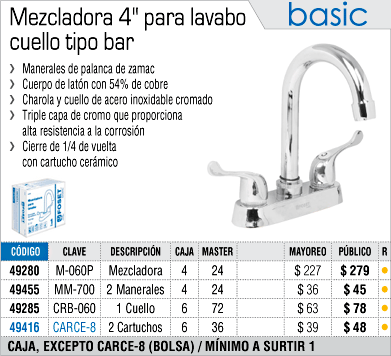 Mezcladora 4" para lavabo
cuello tipo bar
basic
› Manerales de palanca de zamac
› Cuerpo de latón con 54% de cobre
› Charola y cuello de acero inoxidable cromado
› Triple capa de cromo que proporciona
alta resistencia a la corrosión
› Cierre de 1/4 de vuelta
con cartucho cerámico
FOSET
CÓDIGO CLAVE DESCRIPCIÓN CAJA MASTER MAYOREO PÚBLICO R
49280 M-060P Mezcladora 4 24 $ 227 $ 279 ●
49455 MM-700 2 Manerales 4 24 $ 36 $ 45 ●
49285 CRB-060 1 Cuello 6 72 $ 63 $ 78 ●
49416 CARCE-8 2 Cartuchos 6 36 $ 39 $ 48 ●
CAJA, EXCEPTO CARCE-8 (BOLSA) / MÍNIMO A SURTIR 1